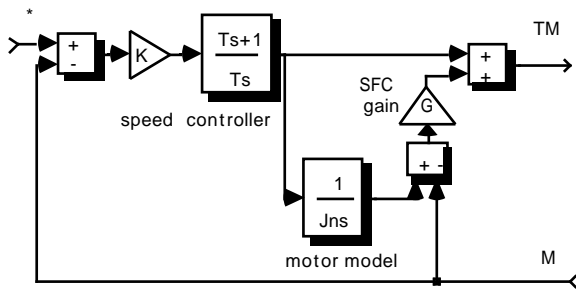 *
+
-
K
Ts+1
Ts
speed controller
SFC
gain
G
+
+
TM
+ -
1
Jns
motor model
M